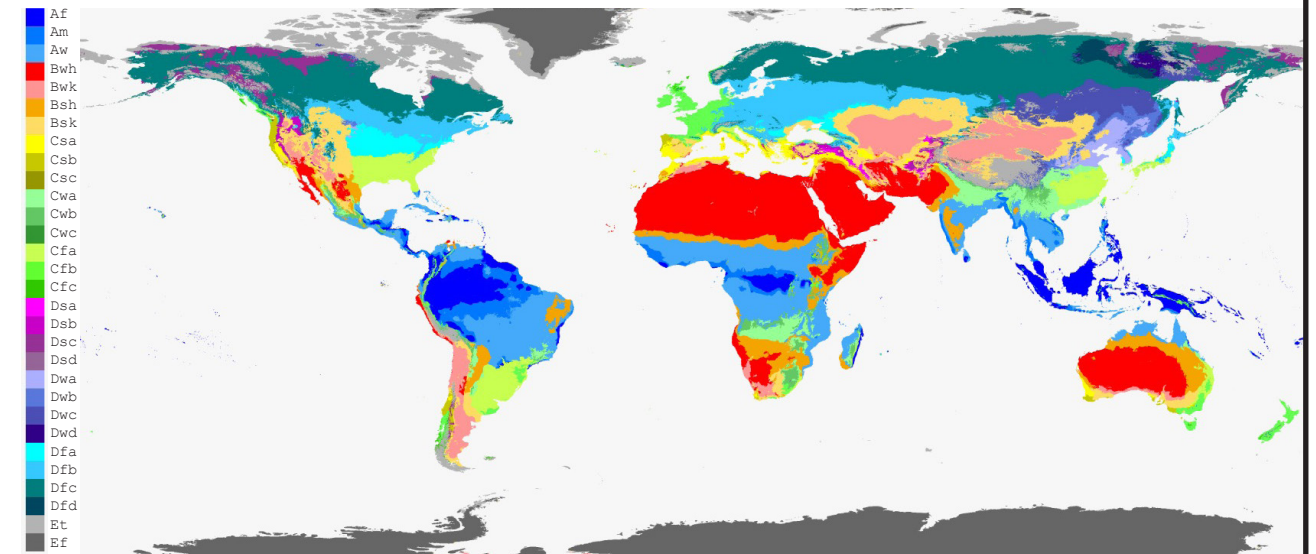 Af
Am
Aw
Bwh
Bwk
Bsh
Bsk
Csa
Csb
Csc
Cwa
Cwb
Cwc
Cfa
Cfb
Cfc
Dsa
Dsb
Dsc
Dsd
Dwa
Dwb
Dwc
Dwd
Dfa
Dfb
Dfc
Dfd
Et
Ef